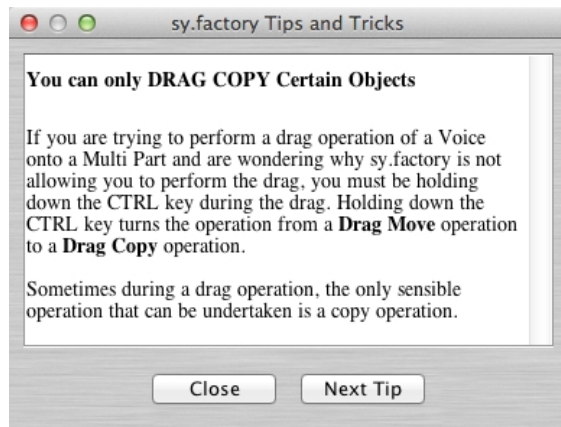 sy.factory Tips and Tricks
You can only DRAG COPY Certain Objects
If you are trying to perform a drag operation of a Voice
onto a Multi Part and are wondering why sy.factory is not
allowing you to perform the drag, you must be holding
down the CTRL key during the drag. Holding down the
CTRL key turns the operation from a Drag Move operation
to a Drag Copy operation.
Sometimes during a drag operation, the only sensible
operation that can be undertaken is a copy operation.
Close Next Tip